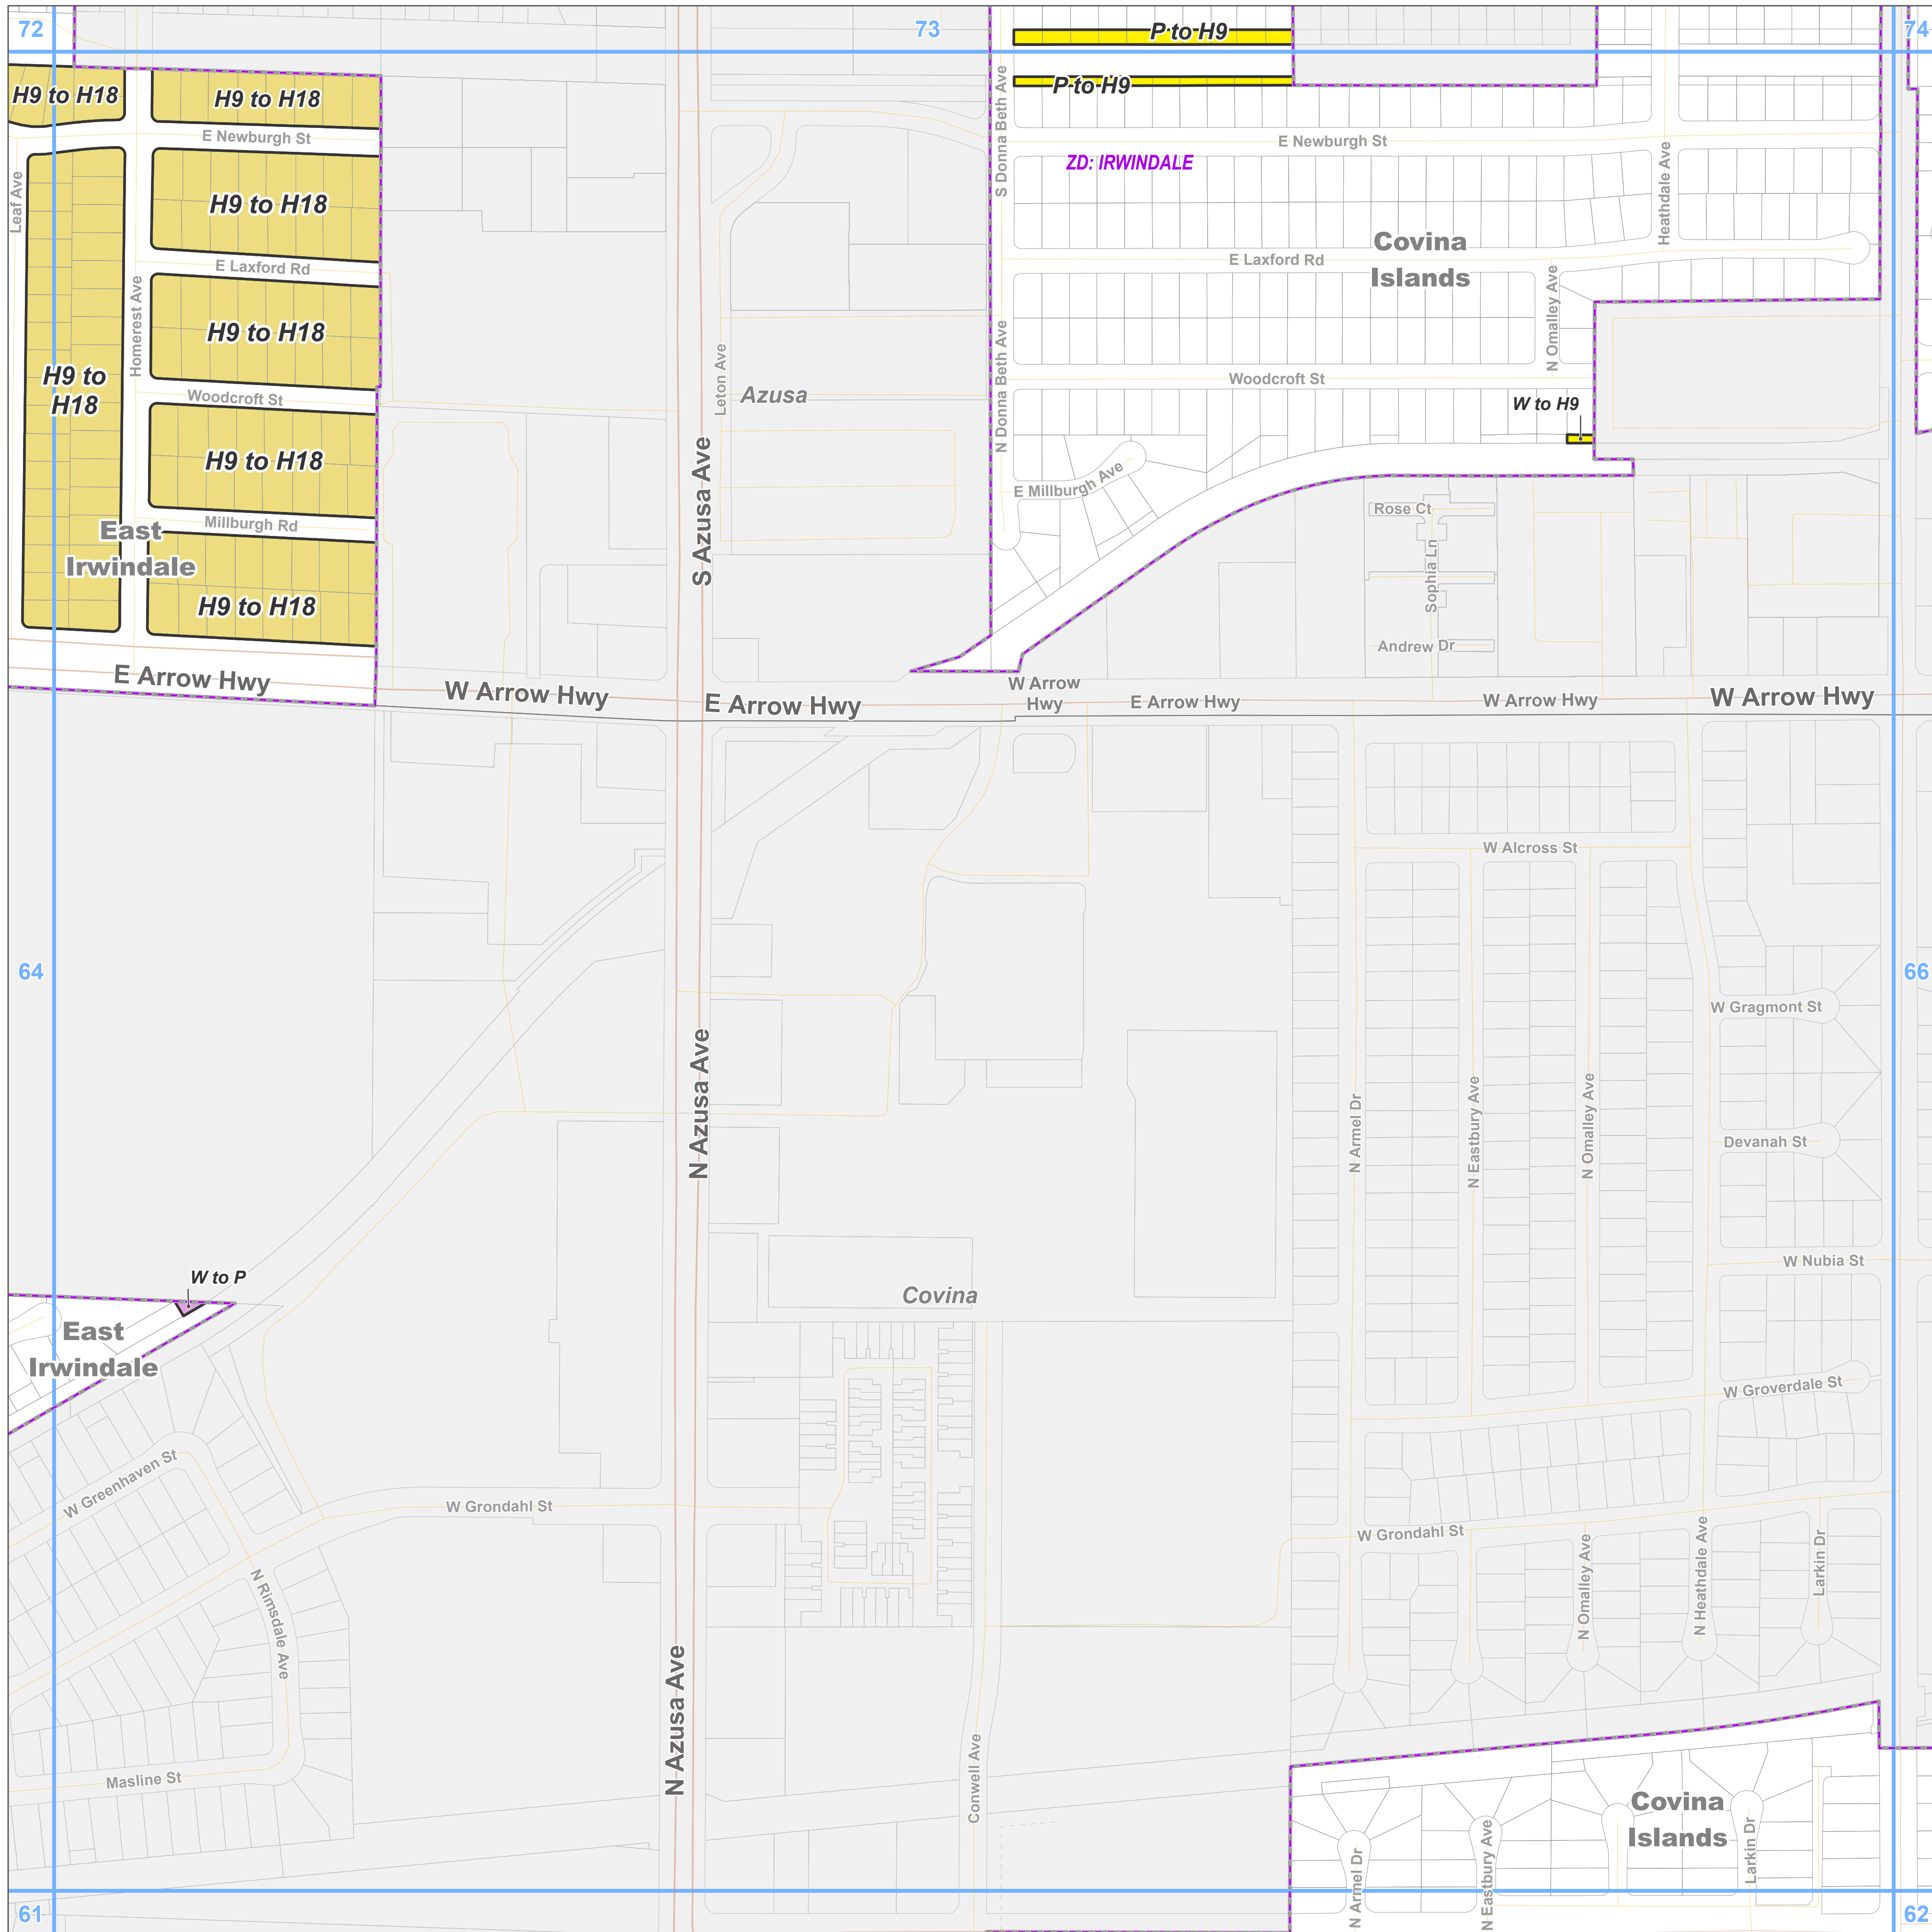 72
73
74
P to H9
P to H9
H9 to H18
H9 to H18
E Newburgh St
E Newburgh St
S Donna Beth Ave
ZD: IRWINDALE
Heathdale Ave
Leaf Ave
H9 to H18
Covina
Islands
E Laxford Rd
E Laxford Rd
Homerest Ave
H9 to H18
N Omalley Ave
N Donna Beth Ave
Leton Ave
Azusa
Woodcroft St
Woodcroft St
H9 to
H18
W to H9
H9 to H18
S Azusa Ave
E Millburgh Ave
Rose Ct
Millburgh Rd
East
Irwindale
Sophia Ln
H9 to H18
Andrew Dr
E Arrow Hwy
W Arrow Hwy
E Arrow Hwy
W Arrow
Hwy
E Arrow Hwy
W Arrow Hwy
W Arrow Hwy
W Alcross St
64
66
W Gragmont St
N Azusa Ave
N Armel Dr
N Eastbury Ave
N Omalley Ave
Devanah St
W Nubia St
W to P
Covina
East
Irwindale
W Groverdale St
W Greenhaven St
W Grondahl St
W Grondahl St
N Rimsdale Ave
N Omalley Ave
N Heathdale Ave
Larkin Dr
N Azusa Ave
Masline St
Conwell Ave
Covina
Islands
N Armel Dr
N Eastbury Ave
Larkin Dr
61
62